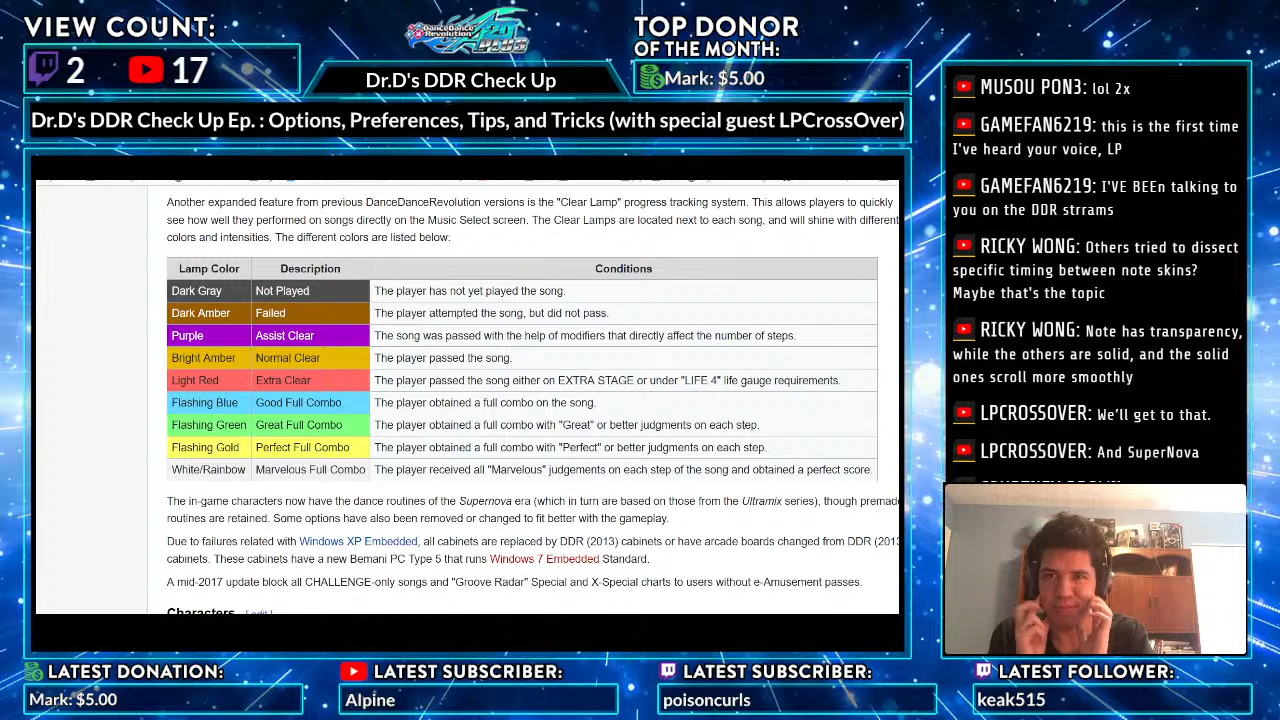 VIEW COUNT:
2
17
DanceDanceRevolution A20 PLUS
Dr.D's DDR Check Up
TOP DONOR
OF THE MONTH:
Mark: $5.00
Dr.D's DDR Check Up Ep. : Options, Preferences, Tips, and Tricks (with special guest LPCrossOver)
Another expanded feature from previous DanceDanceRevolution versions is the "Clear Lamp" progress tracking system. This allows players to quickly
see how well they performed on songs directly on the Music Select screen. The Clear Lamps are located next to each song, and will shine with different
colors and intensities. The different colors are listed below:
Lamp Color Description Conditions
Dark Gray Not Played The player has not yet played the song.
Dark Amber Failed The player attempted the song, but did not pass.
Purple Assist Clear The song was passed with the help of modifiers that directly affect the number of steps.
Bright Amber Normal Clear The player passed the song.
Light Red Extra Clear The player passed the song either on EXTRA STAGE or under "LIFE 4" life gauge requirements.
Flashing Blue Good Full Combo The player obtained a full combo on the song.
Flashing Green Great Full Combo The player obtained a full combo with "Great" or better judgments on each step.
Flashing Gold Perfect Full Combo The player obtained a full combo with "Perfect" or better judgments on each step.
White/Rainbow Marvelous Full Combo The player received all "Marvelous" judgements on each step of the song and obtained a perfect score.
The in-game characters now have the dance routines of the Supernova era (which in turn are based on those from the Ultramix series), though premade
routines are retained. Some options have also been removed or changed to fit better with the gameplay.
Due to failures related with Windows XP Embedded, all cabinets are replaced by DDR (2013) cabinets or have arcade boards changed from DDR (2013
cabinets. These cabinets have a new Bemani PC Type 5 that runs Windows 7 Embedded Standard.
A mid-2017 update block all CHALLENGE-only songs and "Groove Radar" Special and X-Special charts to users without e-Amusement passes.
Characters [edit]
MUSOU PON3: lol 2x
GAMEFAN6219: this is the first time
I've heard your voice, LP
GAMEFAN6219: I'VE BEEn talking to
you on the DDR strrams
RICKY WONG: Others tried to dissect
specific timing between note skins?
Maybe that's the topic
RICKY WONG: Note has transparency,
while the others are solid, and the solid
ones scroll more smoothly
LPCROSSOVER: We'll get to that.
LPCROSSOVER: And SuperNova
LATEST DONATION:
Mark: $5.00
LATEST SUBSCRIBER:
Alpine
LATEST SUBSCRIBER:
poisoncurls
LATEST FOLLOWER:
keak515